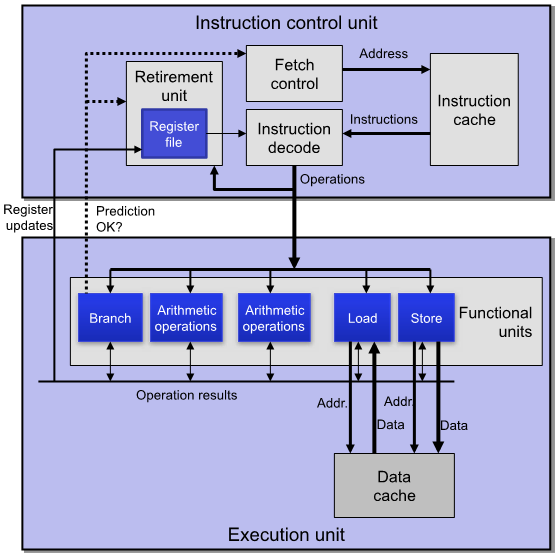 Instruction control unit
Fetch
control
Address
Retirement
unit
Instruction
cache
Register
file
Instruction
decode
Instructions
Operations
Register
updates
Prediction
OK?
Branch
Arithmetic
operations
Arithmetic
operations
Load
Store
Functional
units
Operation results
Addr.
Addr.
Data
Data
Data
cache
Execution unit